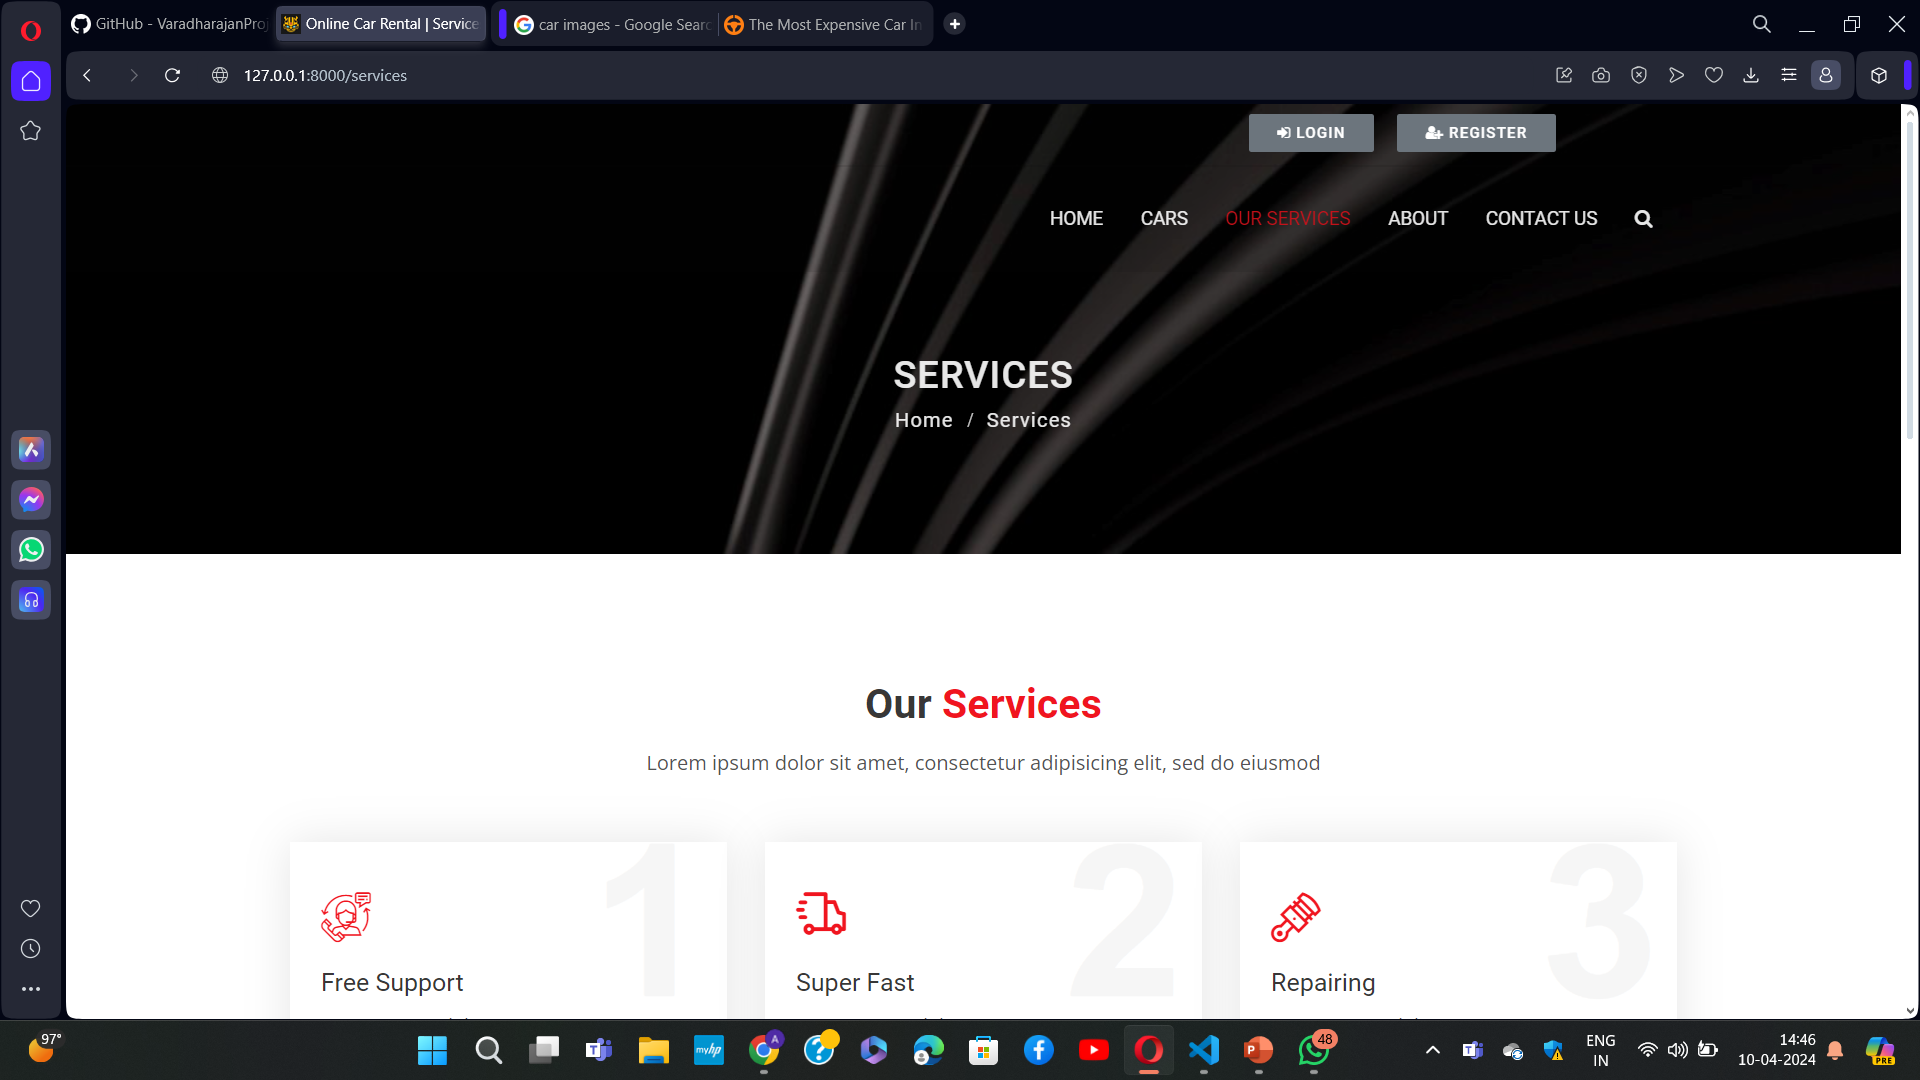 GitHub - VaradharajanProj
Online Car Rental | Service
car images - Google Searc
The Most Expensive Car In
127.0.0.1:8000/services
LOGIN
REGISTER
HOME
CARS
OUR SERVICES
ABOUT
CONTACT US
SERVICES
Home / Services
Our Services
Lorem ipsum dolor sit amet, consectetur adipisicing elit, sed do eiusmod
1
2
3
Free Support
Super Fast
Repairing
97°
myhp
A
48
ENG
IN
14:46
10-04-2024
PRE